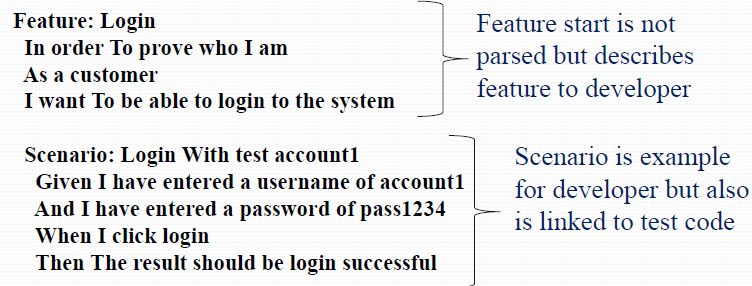 Feature: Login
In order To prove who I am
As a customer
I want To be able to login to the system
Feature start is not
parsed but describes
feature to developer
Scenario: Login With test account1
Given I have entered a username of account1
And I have entered a password of pass1234
When I click login
Then The result should be login successful
Scenario is example
for developer but also
is linked to test code